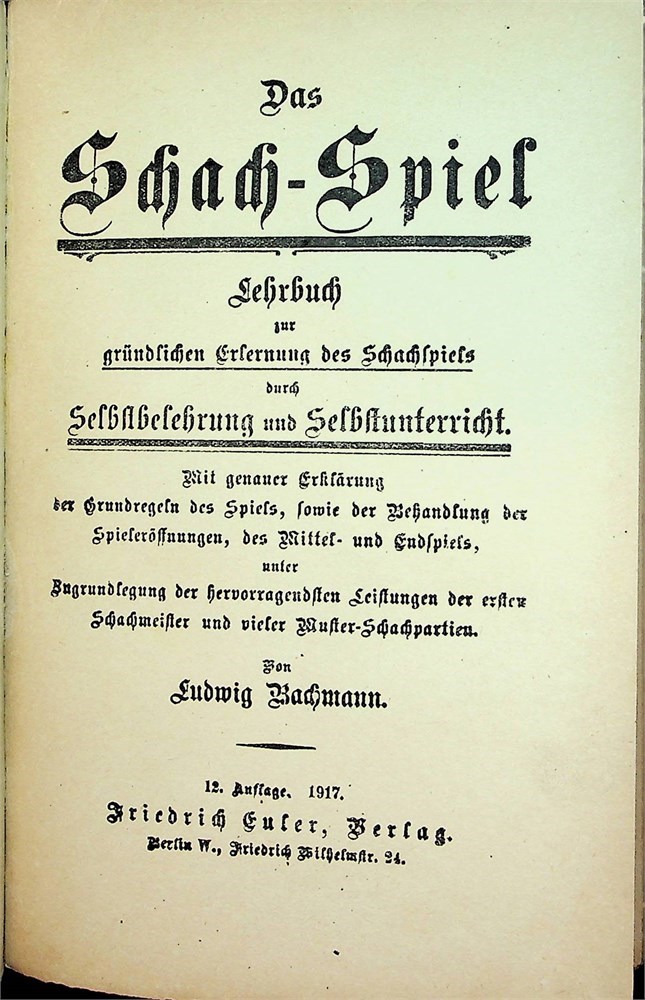 Das
Schach-Spiel
Lehrbuch
zur
gründlichen Erlernung des Schachspiels
durch
Selbstbelehrung und Selbstunterricht.
Mit genauer Erklärung
der Grundregeln des Spiels, sowie der Behandlung der
Spieleröffnungen, des Mittel- und Endspiels,
unter
Zugrundlegung der hervorragendsten Leistungen der ersten
Schachmeister und vieler Muster-Schachpartien.
Von
Ludwig Bachmann.
12. Auflage. 1917.
Friedrich Euler, Verlag.
Berlin W., Friedrich Wilhelmstr. 24.